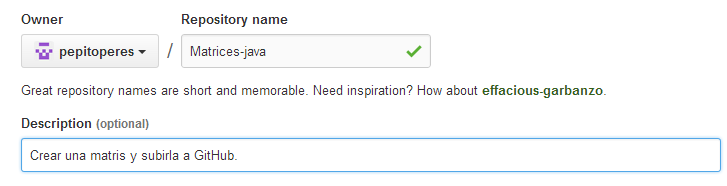 Owner Repository name
pepitoperes / Matrices-java
Great repository names are short and memorable. Need inspiration? How about effacious-garbanzo.
Description (optional)
Crear una matris y subirla a GitHub.